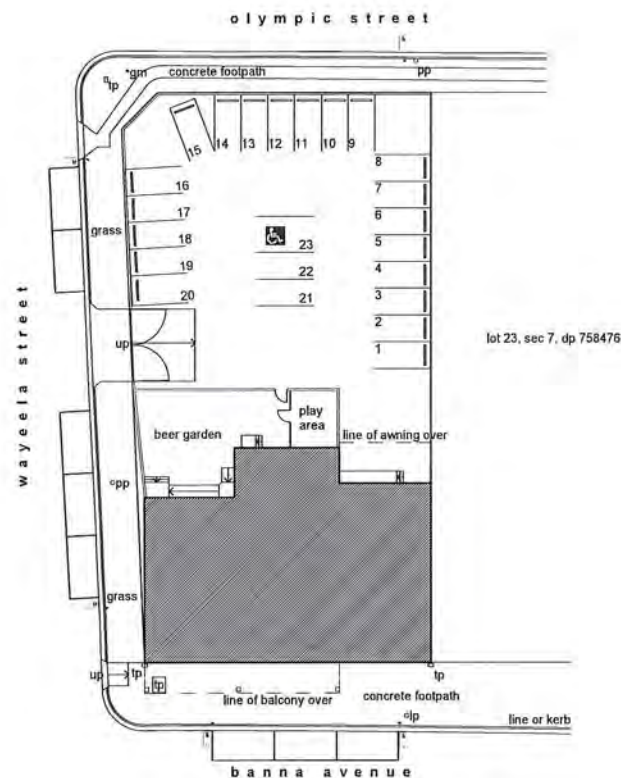 olympic street
pp
gm
concrete footpath
tp
15
14
13
12
11
10
9
8
16
7
17
6
grass
18
23
5
19
22
4
20
21
3
2
1
up
wayeela street
lot 23, sec 7, dp 758476
play
area
beer garden
line of awning over
pp
grass
up
tp
tp
tp
line of balcony over
concrete footpath
lp
line or kerb
banna avenue